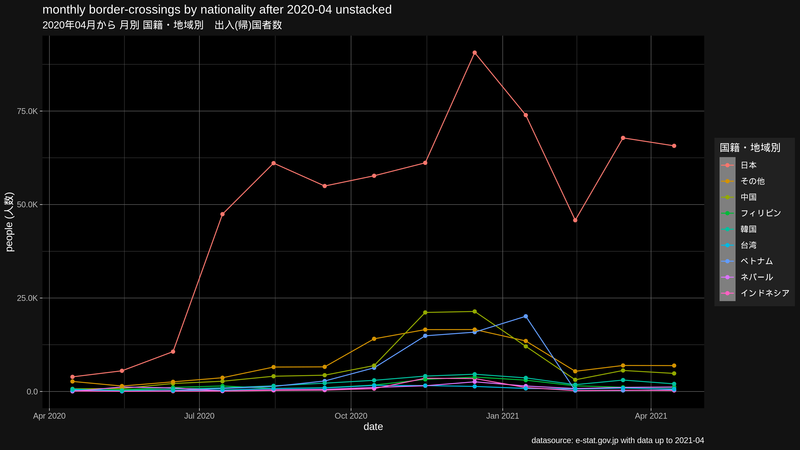 monthly border-crossings by nationality after 2020-04 unstacked
2020年04月から 月別 国籍・地域別　出入(帰)国者数
people (人数)
75.0K
50.0K
25.0K
0.0
Apr 2020
Jul 2020
Oct 2020
Jan 2021
Apr 2021
date
国籍・地域別
日本
その他
中国
フィリピン
韓国
台湾
ベトナム
ネパール
インドネシア
datasource: e-stat.gov.jp with data up to 2021-04